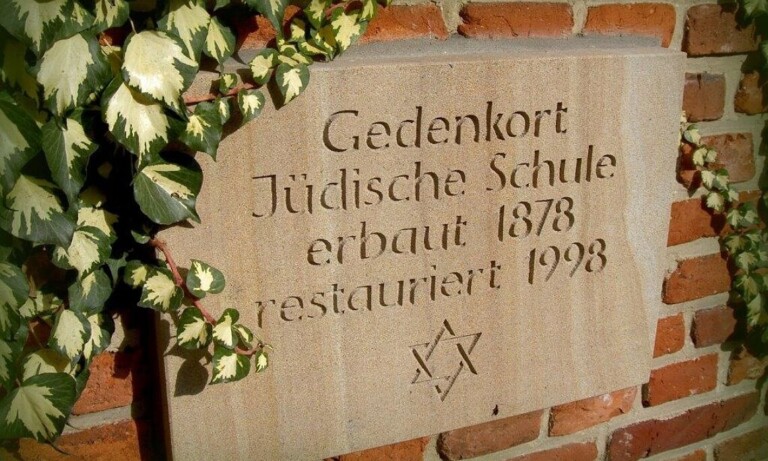 Gedenkort
Jüdische Schule
erbaut 1878
restauriert 1998